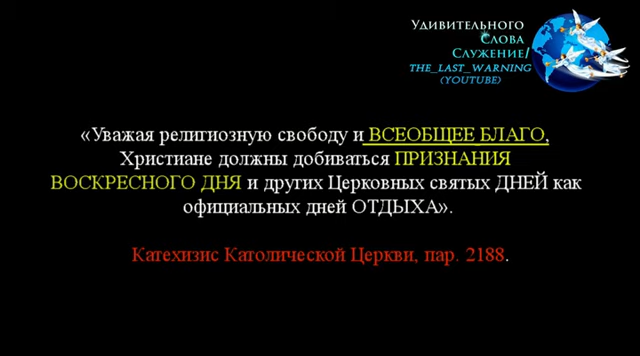 Удивительного
Слова
Служение/
THE_LAST_WARNING
(YOUTUBE)
«Уважая религиозную свободу и ВСЕОБЩЕЕ БЛАГО,
Христиане должны добиваться ПРИЗНАНИЯ
ВОСКРЕСНОГО ДНЯ и других Церковных святых ДНЕЙ как
официальных дней ОТДЫХА».
Катехизис Католической Церкви, пар. 2188.